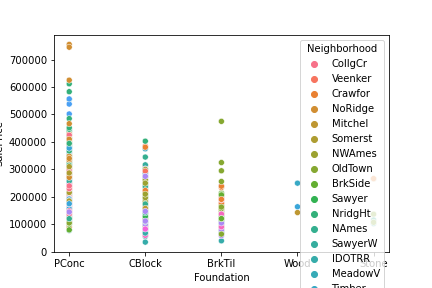 Neighborhood
CollgCr
Veenker
Crawfor
NoRidge
Mitchel
Somerst
NWAmes
OldTown
BrkSide
Sawyer
NridgHt
NAmes
SawyerW
IDOTRR
MeadowV
Timber
700000
600000
500000
400000
300000
200000
100000
0
SalePrice
PConc CBlock BrkTil Wood Stone
Foundation